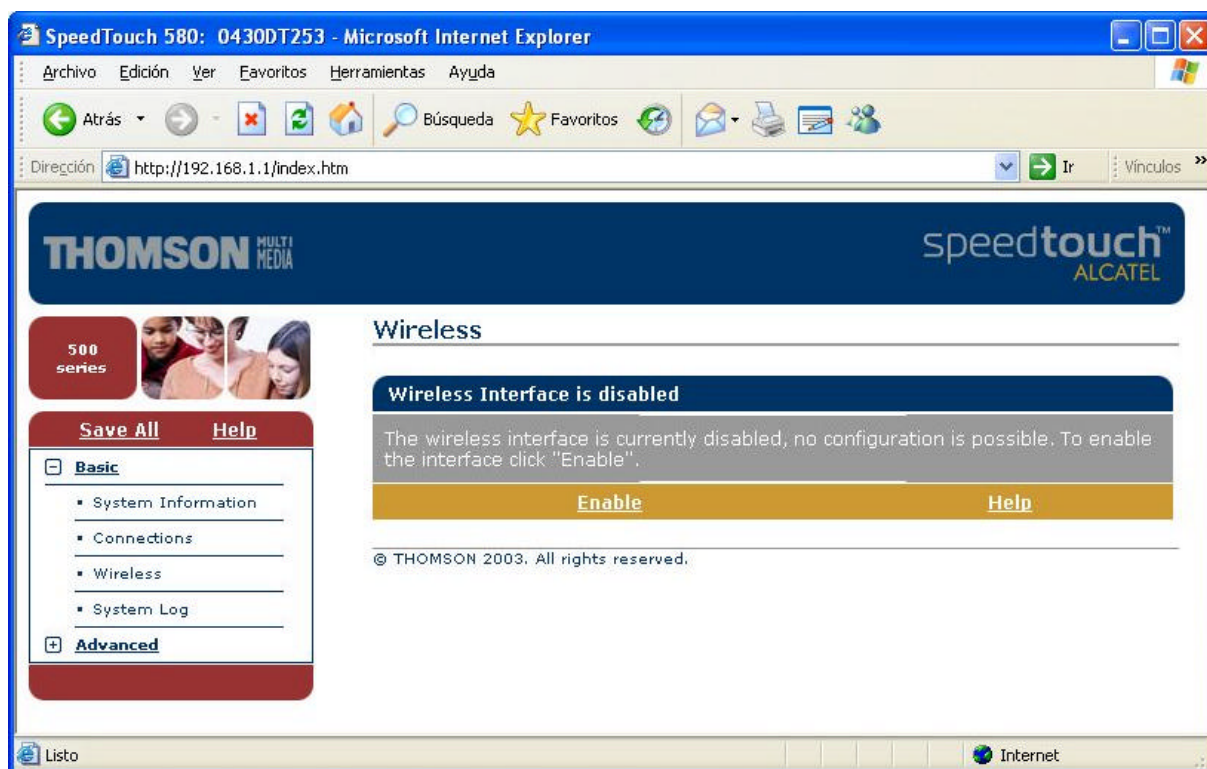 SpeedTouch 580: 0430DT253 - Microsoft Internet Explorer
Archivo Edición Ver Favoritos Herramientas Ayuda
Atrás Búsqueda Favoritos
Dirección http://192.168.1.1/index.htm Ir Vínculos »
THOMSON MULTI MEDIA
speedtouch™
ALCATEL
500
series
Save All Help
Basic
System Information
Connections
Wireless
System Log
Advanced
Wireless
Wireless Interface is disabled
The wireless interface is currently disabled, no configuration is possible. To enable
the interface click "Enable".
Enable Help
© THOMSON 2003. All rights reserved.
Listo Internet